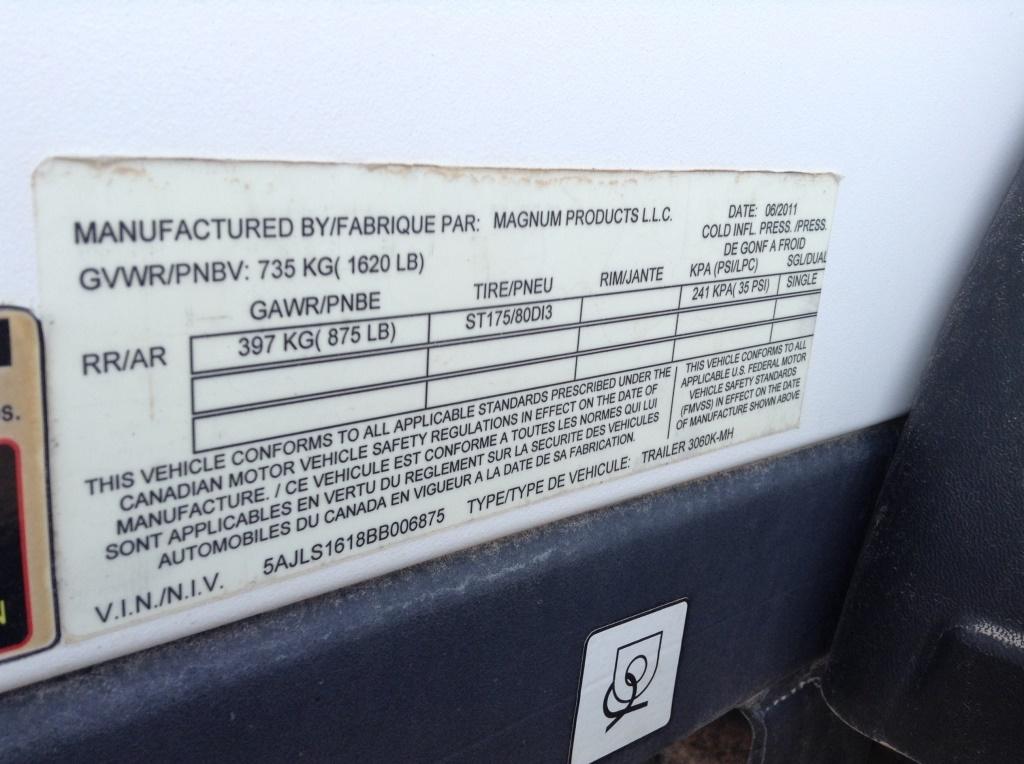 MANUFACTURED BY/FABRIQUE PAR: MAGNUM PRODUCTS L.L.C. DATE: 06/2011
GVWR/PNBV: 735 KG( 1620 LB) COLD INFL. PRESS. /PRESS.
DE GONF A FROID
GAWR/PNBE TIRE/PNEU RIM/JANTE KPA (PSI/LPC) SGL/DUAL
RR/AR 397 KG( 875 LB) ST175/80DI3 241 KPA( 35 PSI) SINGLE
THIS VEHICLE CONFORMS TO ALL APPLICABLE STANDARDS PRESCRIBED UNDER THE
CANADIAN MOTOR VEHICLE SAFETY REGULATIONS IN EFFECT ON THE DATE OF
MANUFACTURE. / CE VEHICULE EST CONFORME A TOUTES LES NORMES QUI LUI
SONT APPLICABLES EN VERTU DU REGLEMENT SUR LA SECURITE DES VEHICULES
AUTOMOBILES DU CANADA EN VIGUEUR A LA DATE DE SA FABRICATION.
THIS VEHICLE CONFORMS TO ALL
APPLICABLE U.S. FEDERAL MOTOR
VEHICLE SAFETY STANDARDS
(FMVSS) IN EFFECT ON THE DATE
OF MANUFACTURE SHOWN ABOVE
V.I.N./N.I.V. 5AJLS1618BB006875 TYPE/TYPE DE VEHICULE: TRAILER 3060K-MH
S.
N